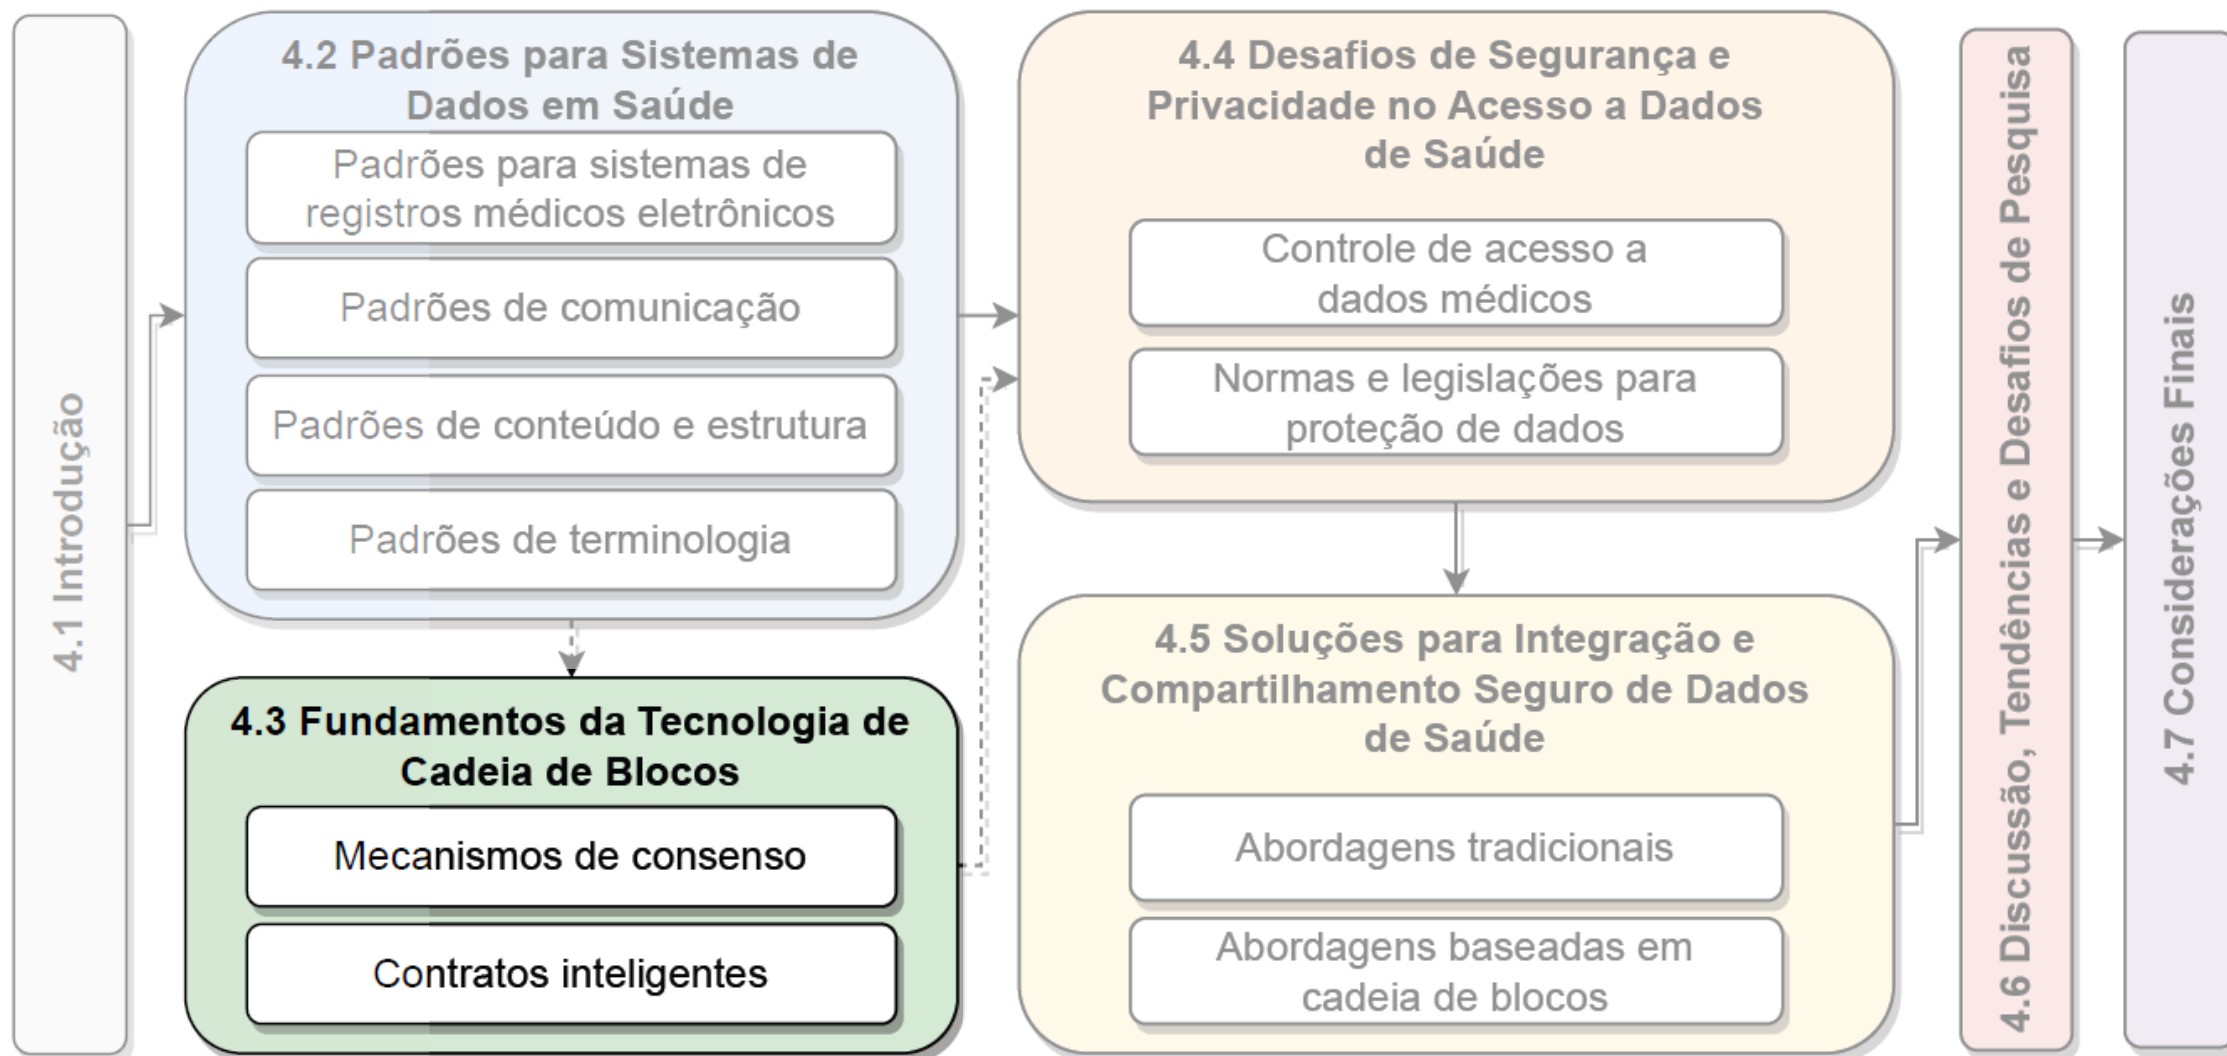 4.1 Introdução
4.2 Padrões para Sistemas de
Dados em Saúde
Padrões para sistemas de
registros médicos eletrônicos
Padrões de comunicação
Padrões de conteúdo e estrutura
Padrões de terminologia
4.3 Fundamentos da Tecnologia de
Cadeia de Blocos
Mecanismos de consenso
Contratos inteligentes
4.4 Desafios de Segurança e
Privacidade no Acesso a Dados
de Saúde
Controle de acesso a
dados médicos
Normas e legislações para
proteção de dados
4.5 Soluções para Integração e
Compartilhamento Seguro de Dados
de Saúde
Abordagens tradicionais
Abordagens baseadas em
cadeia de blocos
4.6 Discussão, Tendências e Desafios de Pesquisa
4.7 Considerações Finais